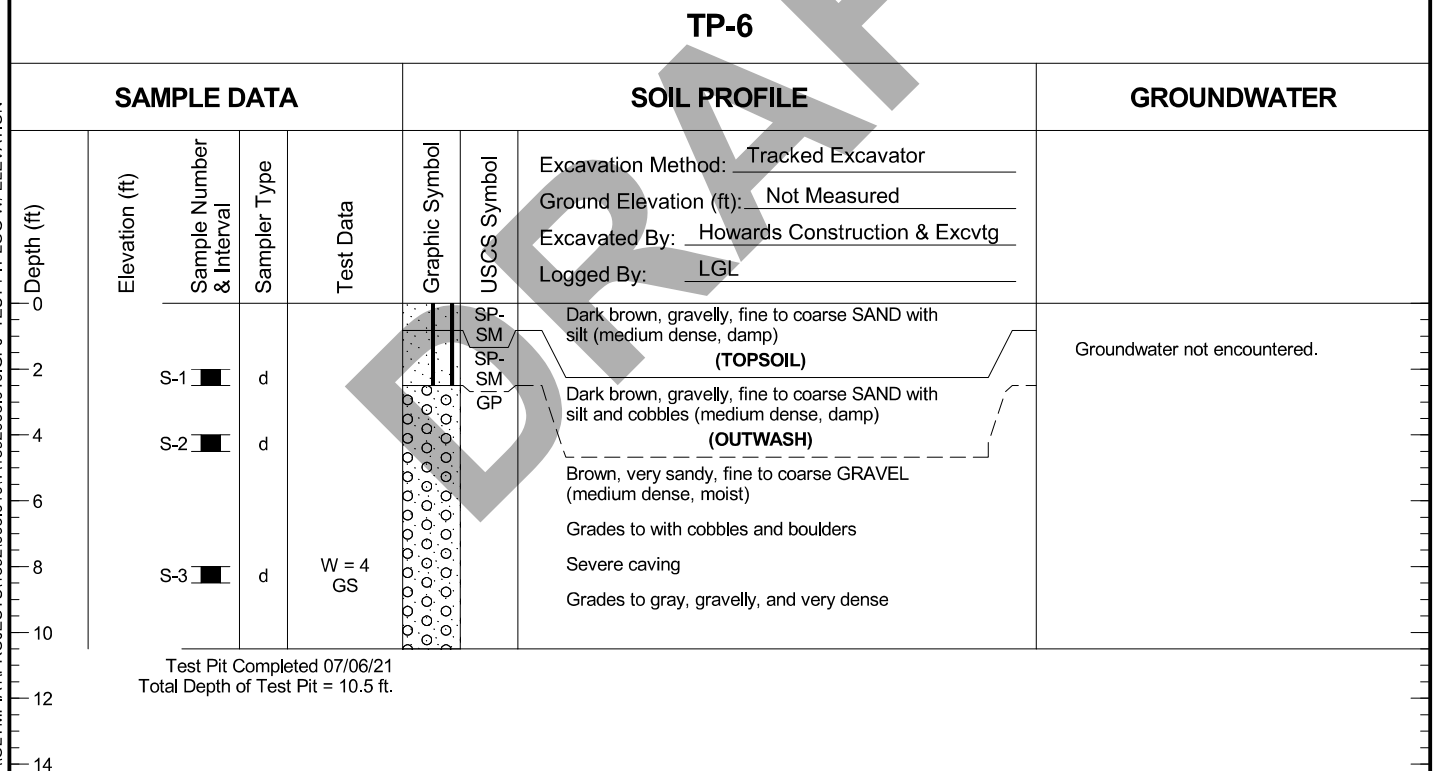 TP-6
SAMPLE DATA
SOIL PROFILE
GROUNDWATER
Depth (ft)
Elevation (ft)
Sample Number
& Interval
Sampler Type
Test Data
Graphic Symbol
USCS Symbol
Excavation Method: Tracked Excavator
Ground Elevation (ft): Not Measured
Excavated By: Howards Construction & Excvtg
Logged By: LGL
0
2
4
6
8
10
12
14
S-1 d
S-2 d
S-3 d
W = 4
GS
SP-
SM
SP-
SM
GP
Dark brown, gravelly, fine to coarse SAND with
silt (medium dense, damp)
(TOPSOIL)
Dark brown, gravelly, fine to coarse SAND with
silt and cobbles (medium dense, damp)
(OUTWASH)
Brown, very sandy, fine to coarse GRAVEL
(medium dense, moist)
Grades to with cobbles and boulders
Severe caving
Grades to gray, gravelly, and very dense
Groundwater not encountered.
Test Pit Completed 07/06/21
Total Depth of Test Pit = 10.5 ft.